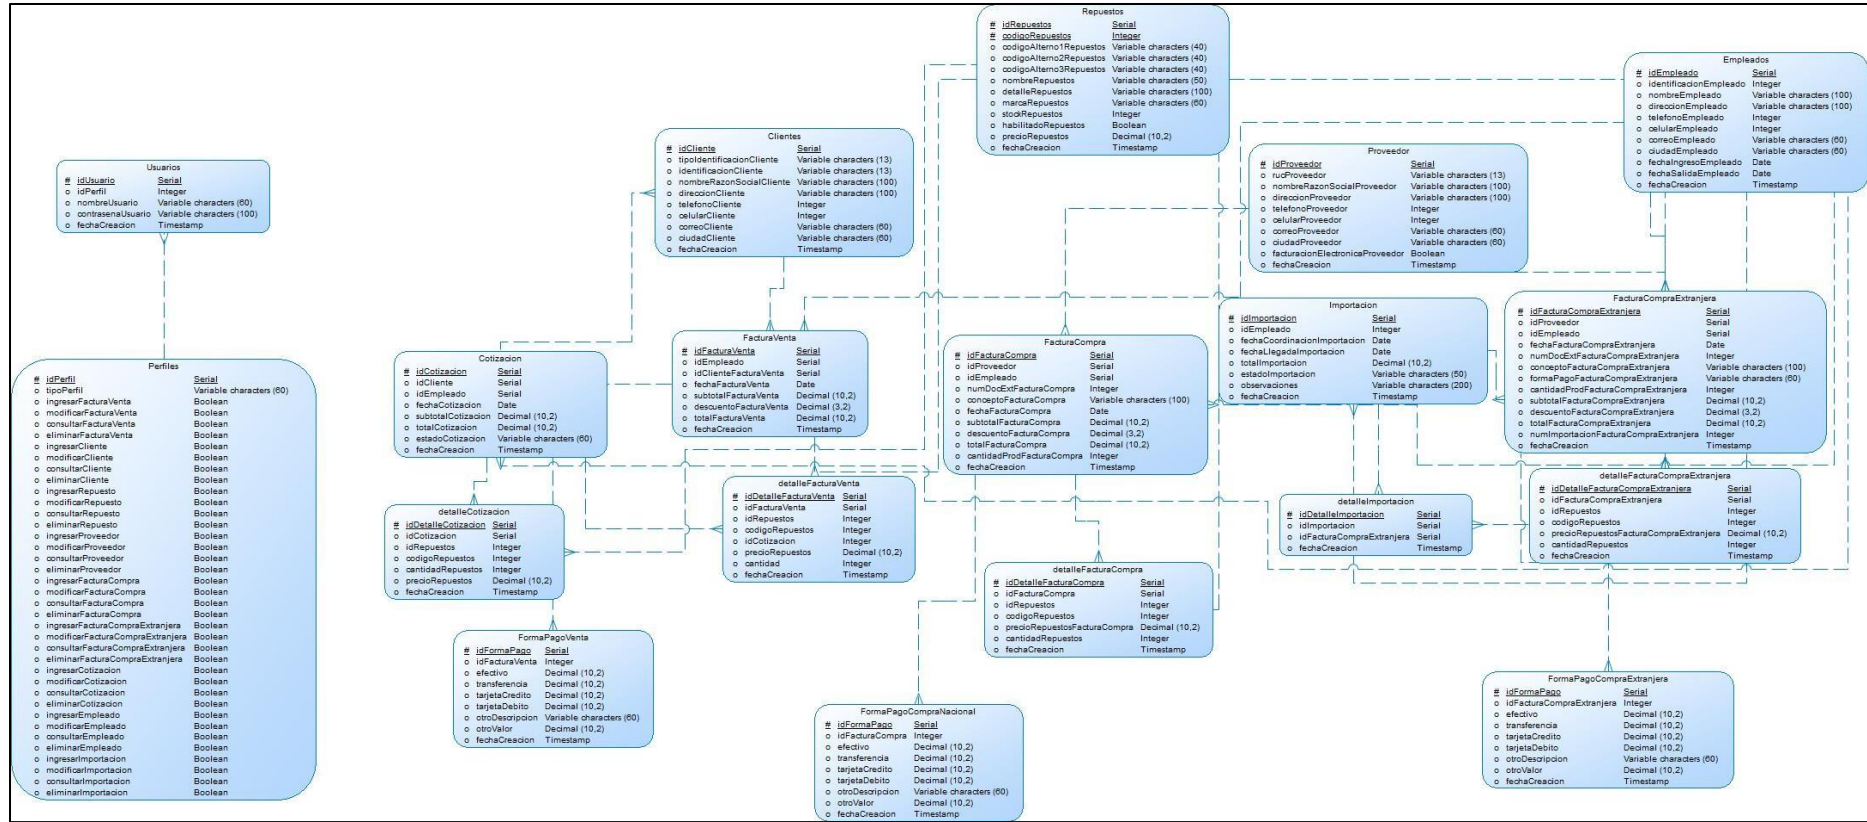 Usuarios
# idUsuario Serial
o idPerfil Integer
o nombreUsuario Variable characters (60)
o contrasenaUsuario Variable characters (100)
o fechaCreacion Timestamp
Perfiles
# idPerfil Serial
o tipoPerfil Variable characters (60)
o ingresarFacturaVenta Boolean
o modificarFacturaVenta Boolean
o consultarFacturaVenta Boolean
o eliminarFacturaVenta Boolean
o ingresarCliente Boolean
o modificarCliente Boolean
o consultarCliente Boolean
o eliminarCliente Boolean
o ingresarRepuesto Boolean
o modificarRepuesto Boolean
o consultarRepuesto Boolean
o eliminarRepuesto Boolean
o ingresarProveedor Boolean
o modificarProveedor Boolean
o consultarProveedor Boolean
o eliminarProveedor Boolean
o ingresarFacturaCompra Boolean
o modificarFacturaCompra Boolean
o consultarFacturaCompra Boolean
o eliminarFacturaCompra Boolean
o ingresarFacturaCompraExtranjera Boolean
o modificarFacturaCompraExtranjera Boolean
o consultarFacturaCompraExtranjera Boolean
o eliminarFacturaCompraExtranjera Boolean
o ingresarCotizacion Boolean
o modificarCotizacion Boolean
o consultarCotizacion Boolean
o eliminarCotizacion Boolean
o ingresarEmpleado Boolean
o modificarEmpleado Boolean
o consultarEmpleado Boolean
o eliminarEmpleado Boolean
o ingresarImportacion Boolean
o modificarImportacion Boolean
o consultarImportacion Boolean
o eliminarImportacion Boolean
Clientes
# idCliente Serial
o tipoIdentificacionCliente Variable characters (13)
o identificacionCliente Variable characters (13)
o nombreRazonSocialCliente Variable characters (100)
o direccionCliente Variable characters (100)
o telefonoCliente Integer
o celularCliente Integer
o correoCliente Variable characters (60)
o ciudadCliente Variable characters (60)
o fechaCreacion Timestamp
Repuestos
# idRepuestos Serial
# codigoRepuestos Integer
o codigoAlterno1Repuestos Variable characters (40)
o codigoAlterno2Repuestos Variable characters (40)
o codigoAlterno3Repuestos Variable characters (40)
o nombreRepuestos Variable characters (50)
o detalleRepuestos Variable characters (100)
o marcaRepuestos Variable characters (60)
o stockRepuestos Integer
o habilitadoRepuestos Boolean
o precioRepuestos Decimal (10,2)
o fechaCreacion Timestamp
Empleados
# idEmpleado Serial
o identificacionEmpleado Integer
o nombreEmpleado Variable characters (100)
o direccionEmpleado Variable characters (100)
o telefonoEmpleado Integer
o celularEmpleado Integer
o correoEmpleado Variable characters (60)
o ciudadEmpleado Variable characters (60)
o fechaIngresoEmpleado Date
o fechaSalidaEmpleado Date
o fechaCreacion Timestamp
Proveedor
# idProveedor Serial
o rucProveedor Variable characters (13)
o nombreRazonSocialProveedor Variable characters (100)
o direccionProveedor Variable characters (100)
o telefonoProveedor Integer
o celularProveedor Integer
o correoProveedor Variable characters (60)
o ciudadProveedor Variable characters (60)
o facturacionElectronicaProveedor Boolean
o fechaCreacion Timestamp
Cotizacion
# idCotizacion Serial
o idCliente Serial
o idEmpleado Serial
o fechaCotizacion Date
o subtotalCotizacion Decimal (10,2)
o totalCotizacion Decimal (10,2)
o estadoCotizacion Variable characters (60)
o fechaCreacion Timestamp
FacturaVenta
# idFacturaVenta Serial
o idEmpleado Serial
o idClienteFacturaVenta Serial
o fechaFacturaVenta Date
o subtotalFacturaVenta Decimal (10,2)
o descuentoFacturaVenta Decimal (3,2)
o totalFacturaVenta Decimal (10,2)
o fechaCreacion Timestamp
FacturaCompra
# idFacturaCompra Serial
o idProveedor Serial
o idEmpleado Serial
o numDocExtFacturaCompra Integer
o conceptoFacturaCompra Variable characters (100)
o fechaFacturaCompra Date
o subtotalFacturaCompra Decimal (10,2)
o descuentoFacturaCompra Decimal (3,2)
o totalFacturaCompra Decimal (10,2)
o cantidadProdFacturaCompra Integer
o fechaCreacion Timestamp
Importacion
# idImportacion Serial
o idEmpleado Integer
o fechaCoordinacionImportacion Date
o fechaLlegadaImportacion Date
o totalImportacion Decimal (10,2)
o estadoImportacion Variable characters (50)
o observaciones Variable characters (200)
o fechaCreacion Timestamp
FacturaCompraExtranjera
# idFacturaCompraExtranjera Serial
o idProveedor Serial
o idEmpleado Serial
o fechaFacturaCompraExtranjera Date
o numDocExtFacturaCompraExtranjera Integer
o conceptoFacturaCompraExtranjera Variable characters (100)
o formaPagoFacturaCompraExtranjera Variable characters (60)
o cantidadProdFacturaCompraExtranjera Integer
o subtotalFacturaCompraExtranjera Decimal (10,2)
o descuentoFacturaCompraExtranjera Decimal (3,2)
o totalFacturaCompraExtranjera Decimal (10,2)
o numImportacionFacturaCompraExtranjera Integer
o fechaCreacion Timestamp
detalleCotizacion
# idDetalleCotizacion Serial
o idCotizacion Serial
o idRepuestos Integer
o codigoRepuestos Integer
o cantidadRepuestos Integer
o precioRepuestos Decimal (10,2)
o fechaCreacion Timestamp
detalleFacturaVenta
# idDetalleFacturaVenta Serial
o idFacturaVenta Serial
o idRepuestos Integer
o codigoRepuestos Integer
o idCotizacion Integer
o precioRepuestos Decimal (10,2)
o cantidad Integer
o fechaCreacion Timestamp
detalleImportacion
# idDetalleImportacion Serial
o idImportacion Serial
o idFacturaCompraExtranjera Serial
o fechaCreacion Timestamp
detalleFacturaCompraExtranjera
# idDetalleFacturaCompraExtranjera Serial
o idFacturaCompraExtranjera Serial
o idRepuestos Integer
o codigoRepuestos Integer
o precioRepuestosFacturaCompraExtranjera Decimal (10,2)
o cantidadRepuestos Integer
o fechaCreacion Timestamp
detalleFacturaCompra
# idDetalleFacturaCompra Serial
o idFacturaCompra Serial
o idRepuestos Integer
o codigoRepuestos Integer
o precioRepuestosFacturaCompra Decimal (10,2)
o cantidadRepuestos Integer
o fechaCreacion Timestamp
FormaPagoVenta
# idFormaPago Serial
o idFacturaVenta Integer
o efectivo Decimal (10,2)
o transferencia Decimal (10,2)
o tarjetaCredito Decimal (10,2)
o tarjetaDebito Decimal (10,2)
o otroDescripcion Variable characters (60)
o otroValor Decimal (10,2)
o fechaCreacion Timestamp
FormaPagoCompraNacional
# idFormaPago Serial
o idFacturaCompra Integer
o efectivo Decimal (10,2)
o transferencia Decimal (10,2)
o tarjetaCredito Decimal (10,2)
o tarjetaDebito Decimal (10,2)
o otroDescripcion Variable characters (60)
o otroValor Decimal (10,2)
o fechaCreacion Timestamp
FormaPagoCompraExtranjera
# idFormaPago Serial
o idFacturaCompraExtranjera Integer
o efectivo Decimal (10,2)
o transferencia Decimal (10,2)
o tarjetaCredito Decimal (10,2)
o tarjetaDebito Decimal (10,2)
o otroDescripcion Variable characters (60)
o otroValor Decimal (10,2)
o fechaCreacion Timestamp